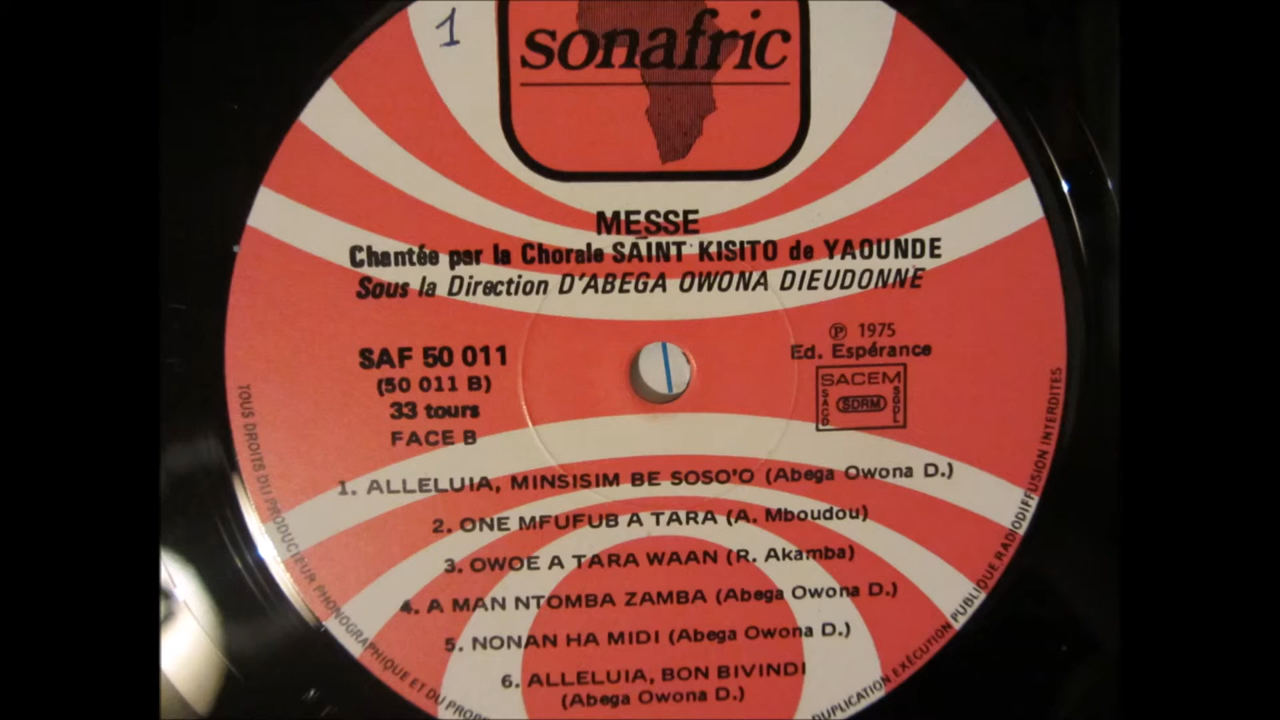 1
sonafric
MESSE
Chantée par la Chorale SAINT KISITO de YAOUNDE
Sous la Direction D'ABEGA OWONA DIEUDONNE
SAF 50 011
(50 011 B)
33 tours
FACE B
Ⓟ 1975
Ed. Espérance
SACEM
SACD
SDRM
SGDL
1. ALLELUIA, MINSISIM BE SOSO'O (Abega Owona D.)
2. ONE MFUFUB A TARA (A. Mboudou)
3. OWOE A TARA WAAN (R. Akamba)
4. A MAN NTOMBA ZAMBA (Abega Owona D.)
5. NONAN HA MIDI (Abega Owona D.)
6. ALLELUIA, BON BIVINDI
(Abega Owona D.)
TOUS DROITS DU PRODUCTEUR PHONOGRAPHIQUE ET DU
DUPLICATION EXÉCUTION PUBLIQUE RADIODIFFUSION INTERDITES